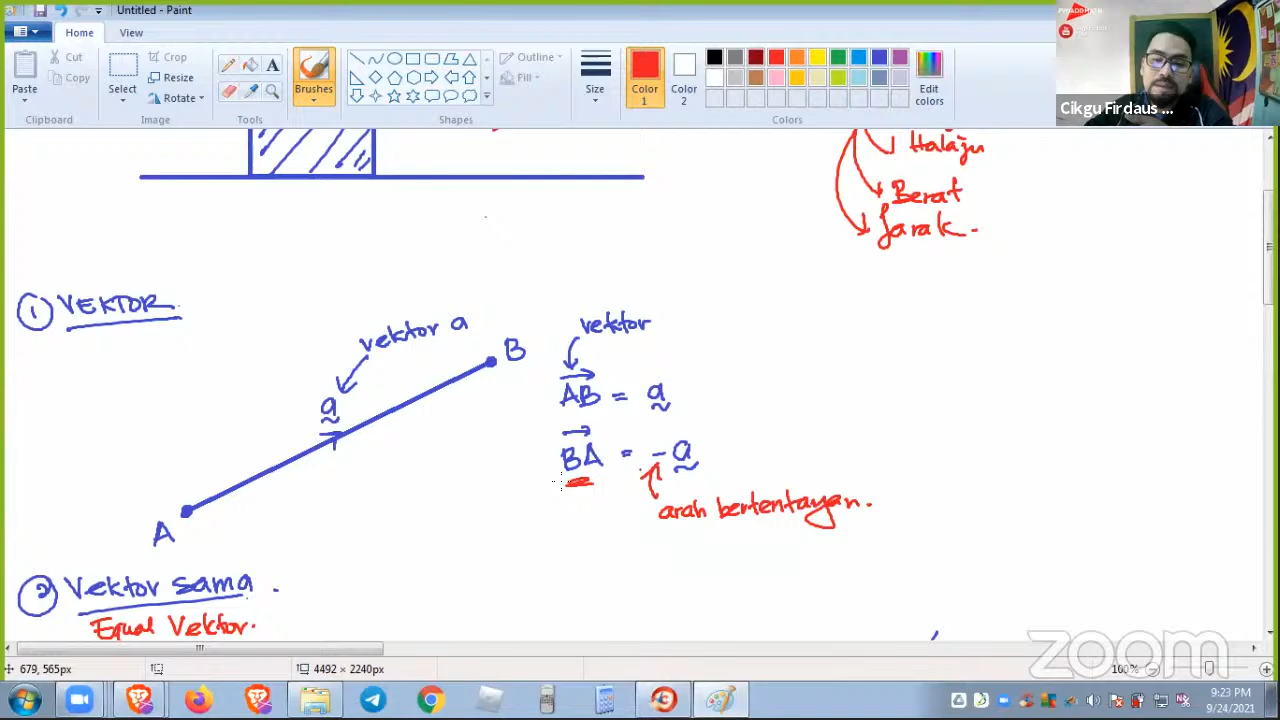 Untitled - Paint
Home
View
Paste
Cut
Copy
Clipboard
Select
Crop
Resize
Rotate
Image
A
Tools
Brushes
Shapes
Outline
Fill
Size
Color 1
Color 2
Edit colors
Colors
Cikgu Firdaus ...
Halaju
Berat
Jarak.
1 VEKTOR
vektor a
a
A
B
vektor
AB = a
BA = -a
arah bertentangan.
2 Vektor sama.
Equal Vektor.
zoom
679, 565px
4492 × 2240px
100%
9:23 PM
9/24/2021